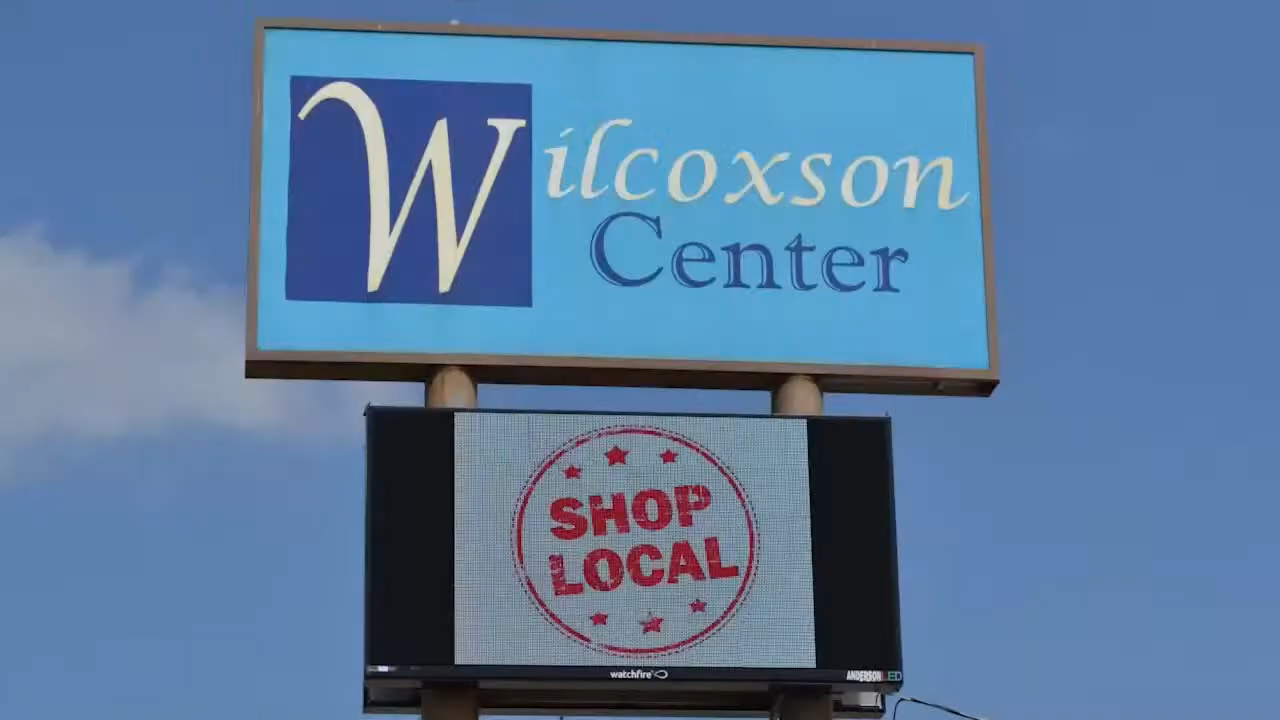 Wilcoxson
Center
SHOP
LOCAL
watchfire
ANDERSON LED